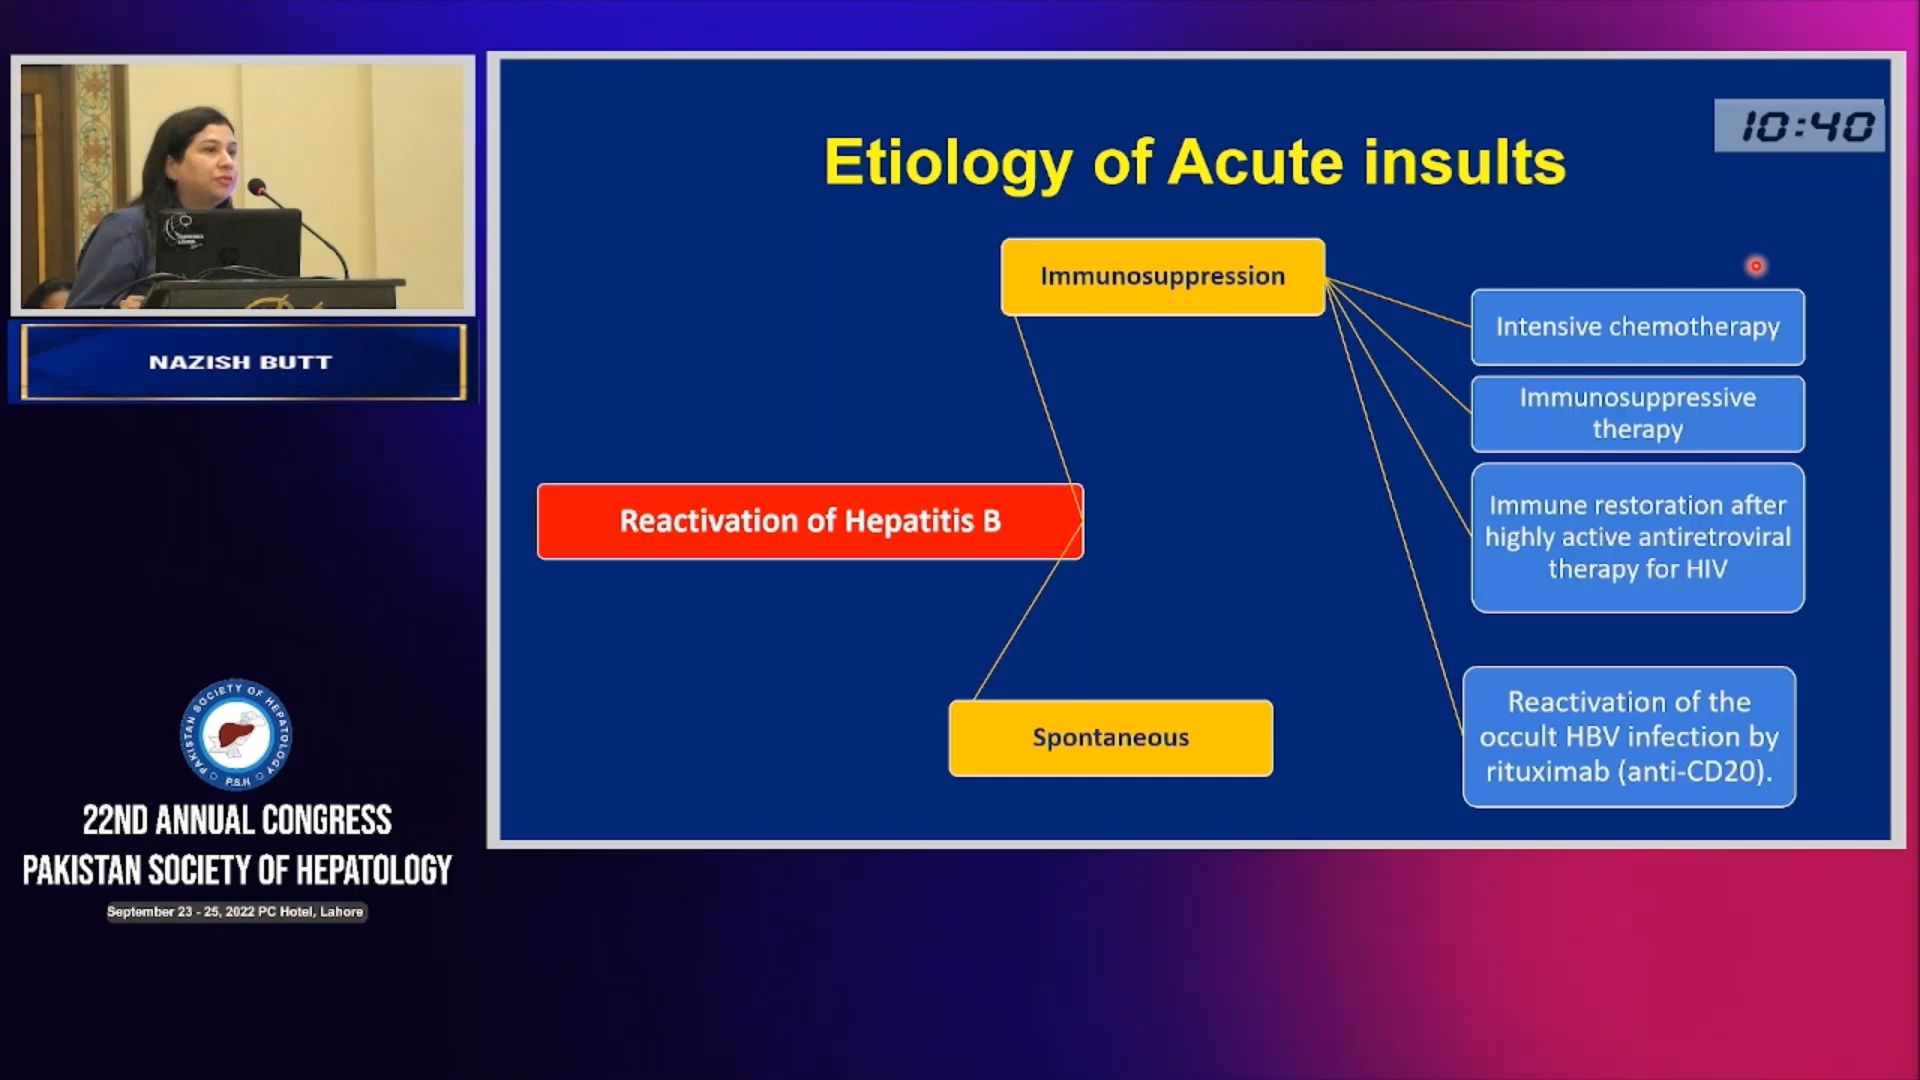 10:40
Etiology of Acute insults
Immunosuppression
Intensive chemotherapy
Immunosuppressive
therapy
Immune restoration after
highly active antiretroviral
therapy for HIV
Reactivation of Hepatitis B
Spontaneous
Reactivation of the
occult HBV infection by
rituximab (anti-CD20).
NAZISH BUTT
PAKISTAN SOCIETY OF HEPATOLOGY
P.S.H
22ND ANNUAL CONGRESS
PAKISTAN SOCIETY OF HEPATOLOGY
September 23 - 25, 2022 PC Hotel, Lahore